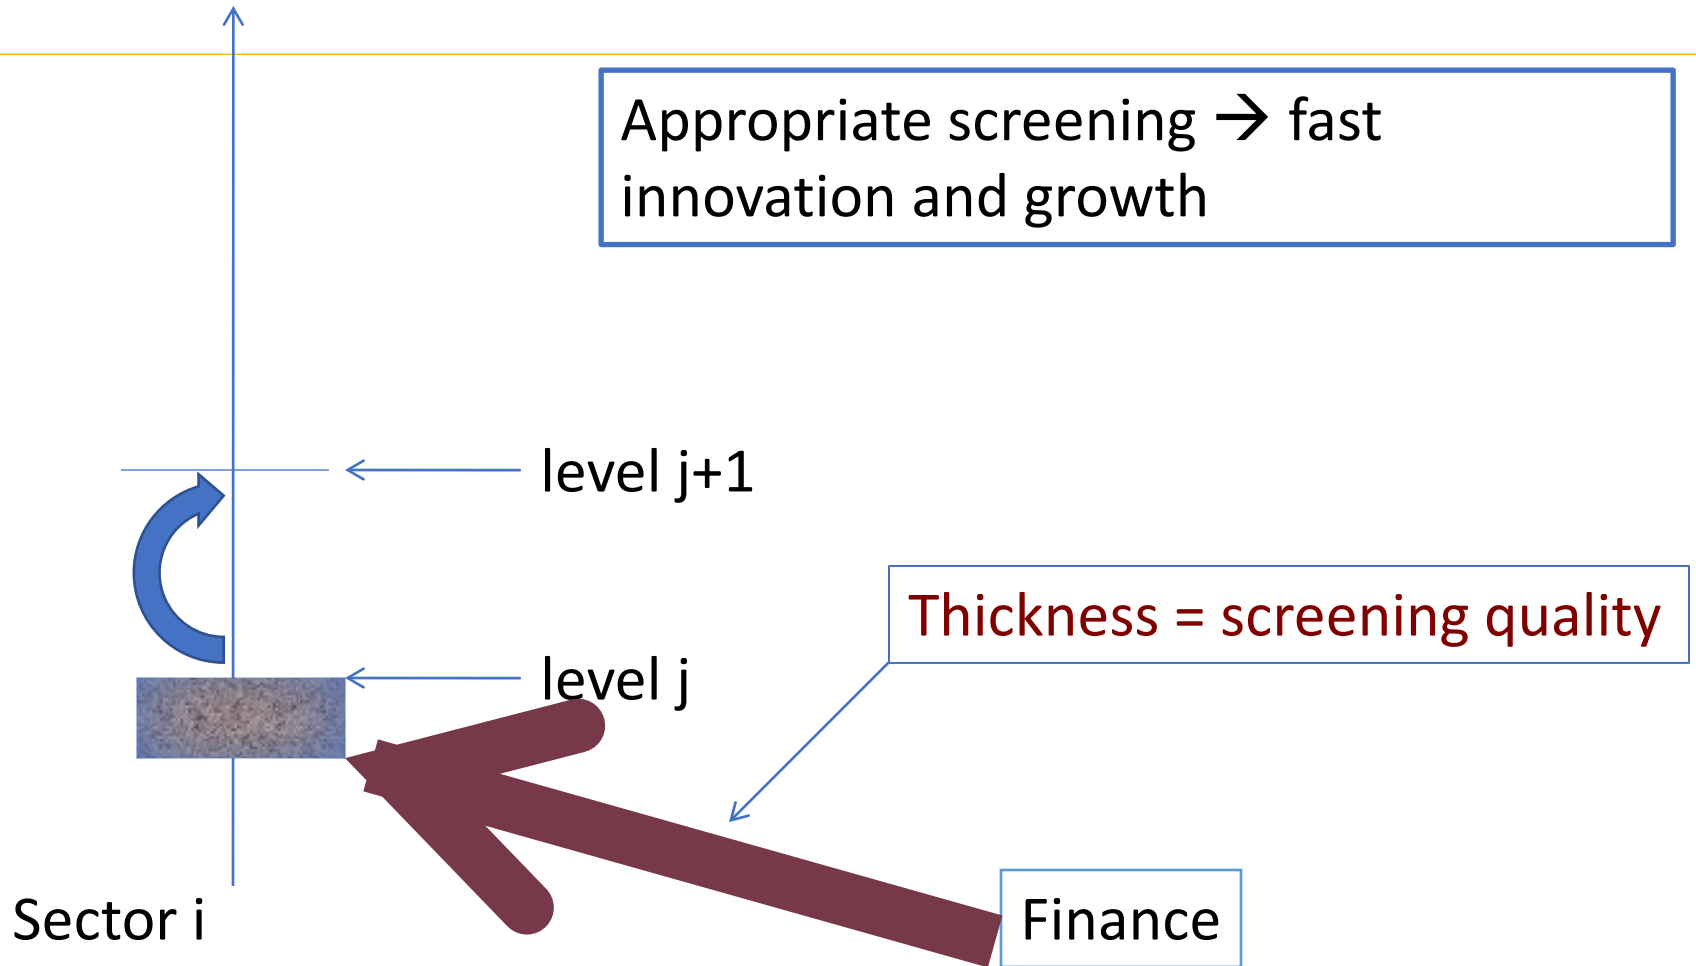 Appropriate screening → fast
innovation and growth
level j+1
Thickness = screening quality
level j
Sector i
Finance